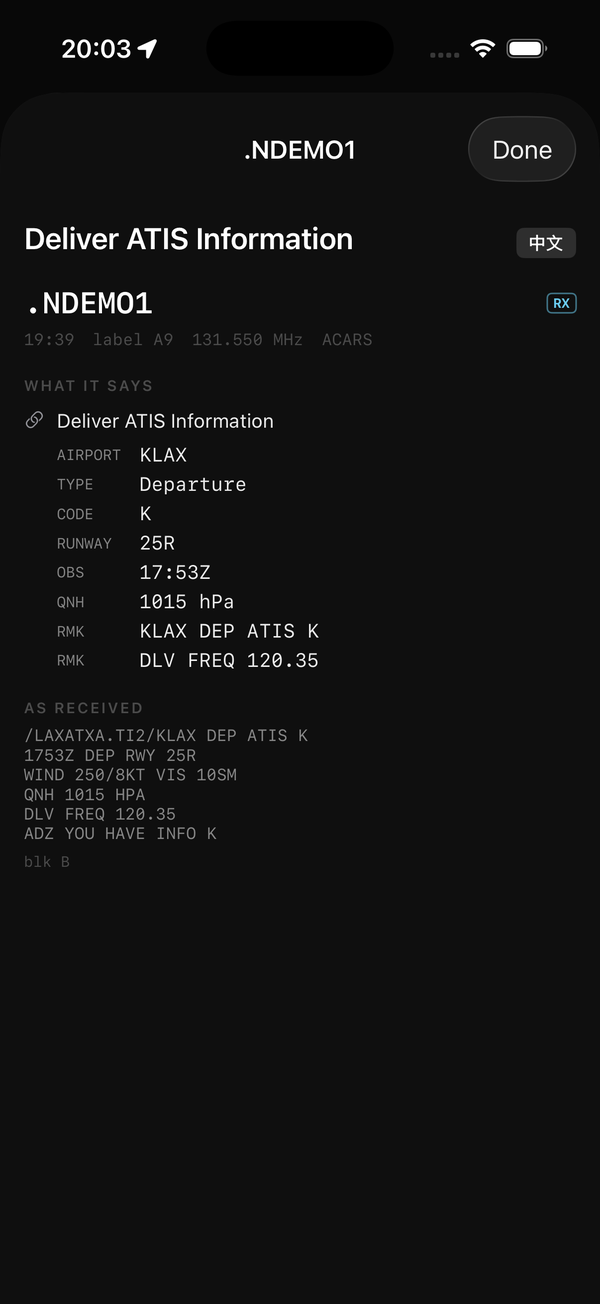 20:03
.NDEMO1
Done
Deliver ATIS Information
中文
.NDEMO1
RX
19:39 label A9 131.550 MHz ACARS
WHAT IT SAYS
Deliver ATIS Information
AIRPORT KLAX
TYPE Departure
CODE K
RUNWAY 25R
OBS 17:53Z
QNH 1015 hPa
RMK KLAX DEP ATIS K
RMK DLV FREQ 120.35
AS RECEIVED
/LAXATXA.TI2/KLAX DEP ATIS K
1753Z DEP RWY 25R
WIND 250/8KT VIS 10SM
QNH 1015 HPA
DLV FREQ 120.35
ADZ YOU HAVE INFO K
blk B